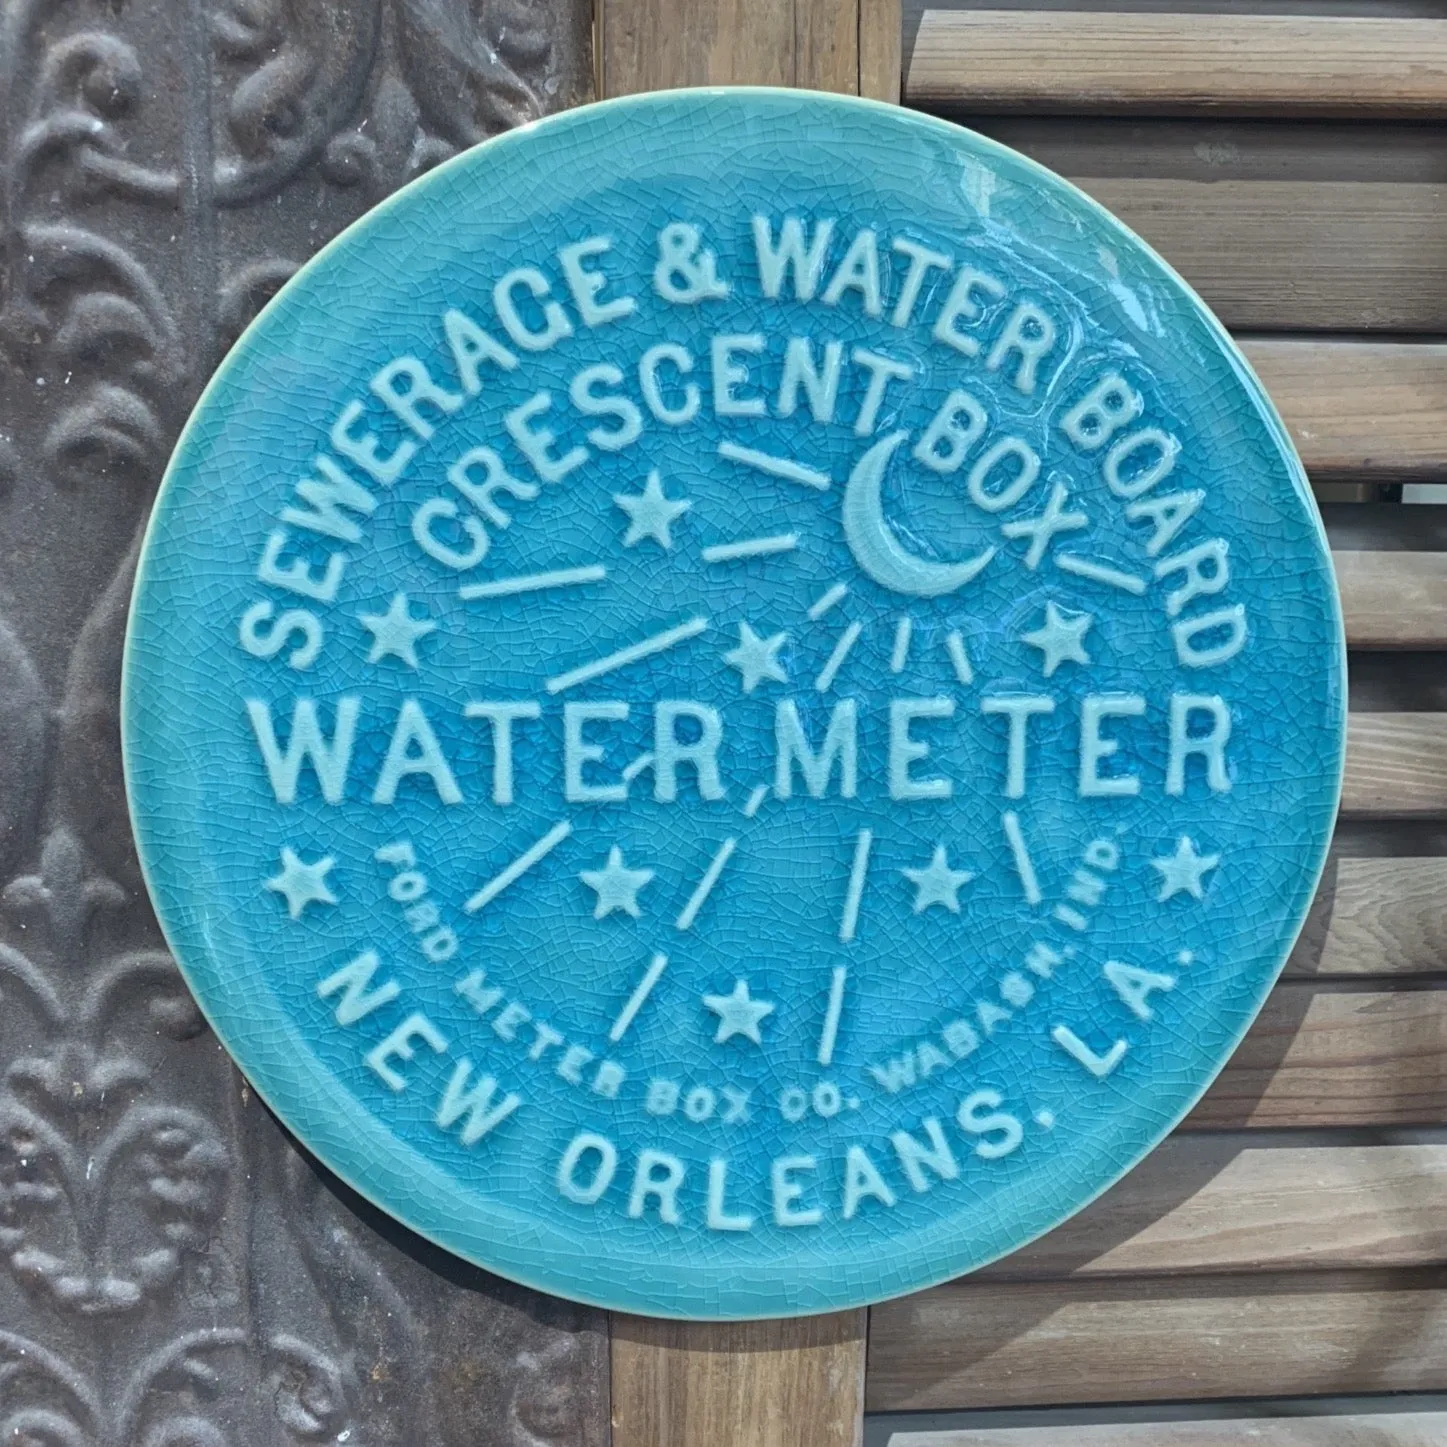 SEWERAGE & WATER BOARD
CRESCENT BOX
WATER METER
FORD METER BOX CO. WABASH, IND.
NEW ORLEANS. LA.